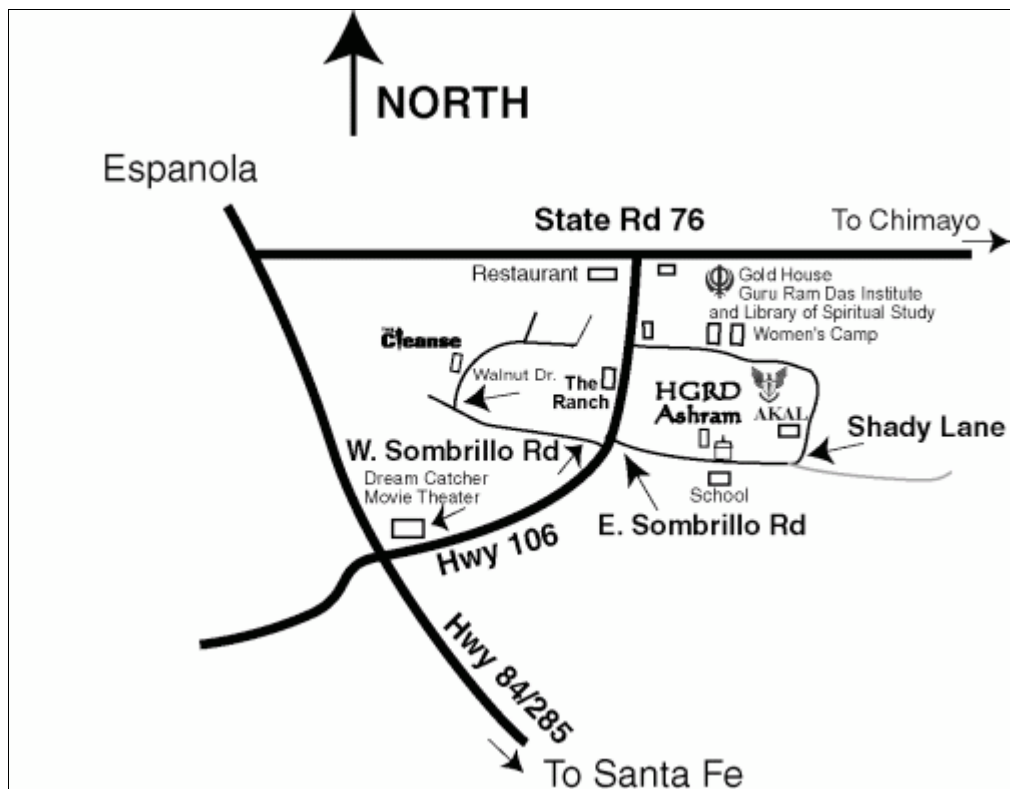 NORTH
Espanola
State Rd 76
To Chimayo
Restaurant
Gold House
Guru Ram Das Institute
and Library of Spiritual Study
Women's Camp
THE
Cleanse
Walnut Dr.
The
Ranch
HGRD
Ashram
AKAL
Shady Lane
W. Sombrillo Rd
Dream Catcher
Movie Theater
School
E. Sombrillo Rd
Hwy 106
Hwy 84/285
To Santa Fe